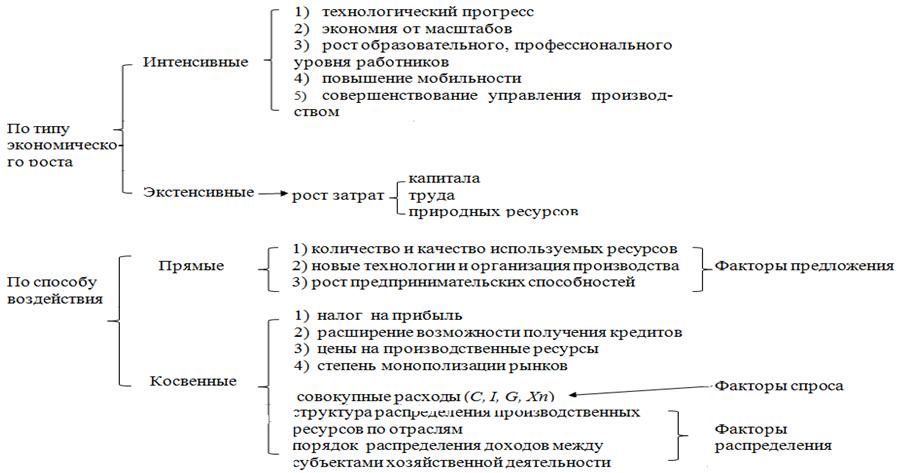 1) технологический прогресс
2) экономия от масштабов
3) рост образовательного, профессионального
уровня работников
4) повышение мобильности
5) совершенствование управления производ-
ством
Интенсивные
По типу
экономическо-
го роста
Экстенсивные
рост затрат
капитала
труда
природных ресурсов
По способу
воздействия
Прямые
1) количество и качество используемых ресурсов
2) новые технологии и организация производства
3) рост предпринимательских способностей
Факторы предложения
Косвенные
1) налог на прибыль
2) расширение возможности получения кредитов
3) цены на производственные ресурсы
4) степень монополизации рынков
совокупные расходы (C, I, G, Xn)
Факторы спроса
структура распределения производственных
ресурсов по отраслям
порядок распределения доходов между
субъектами хозяйственной деятельности
Факторы
распределения